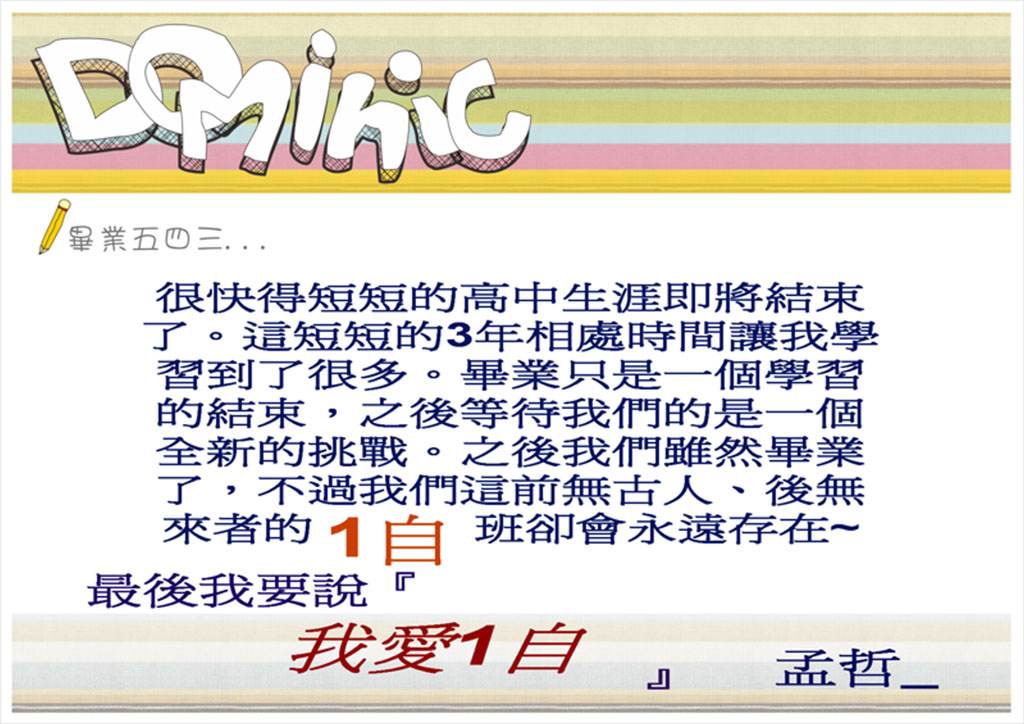 DOMiNiC
畢業五四三...
很快得短短的高中生涯即將結束
了。這短短的3年相處時間讓我學
習到了很多。畢業只是一個學習
的結束，之後等待我們的是一個
全新的挑戰。之後我們雖然畢業
了，不過我們這前無古人、後無
來者的 1自 班卻會永遠存在~
最後我要說『
我愛1自
』 孟哲_